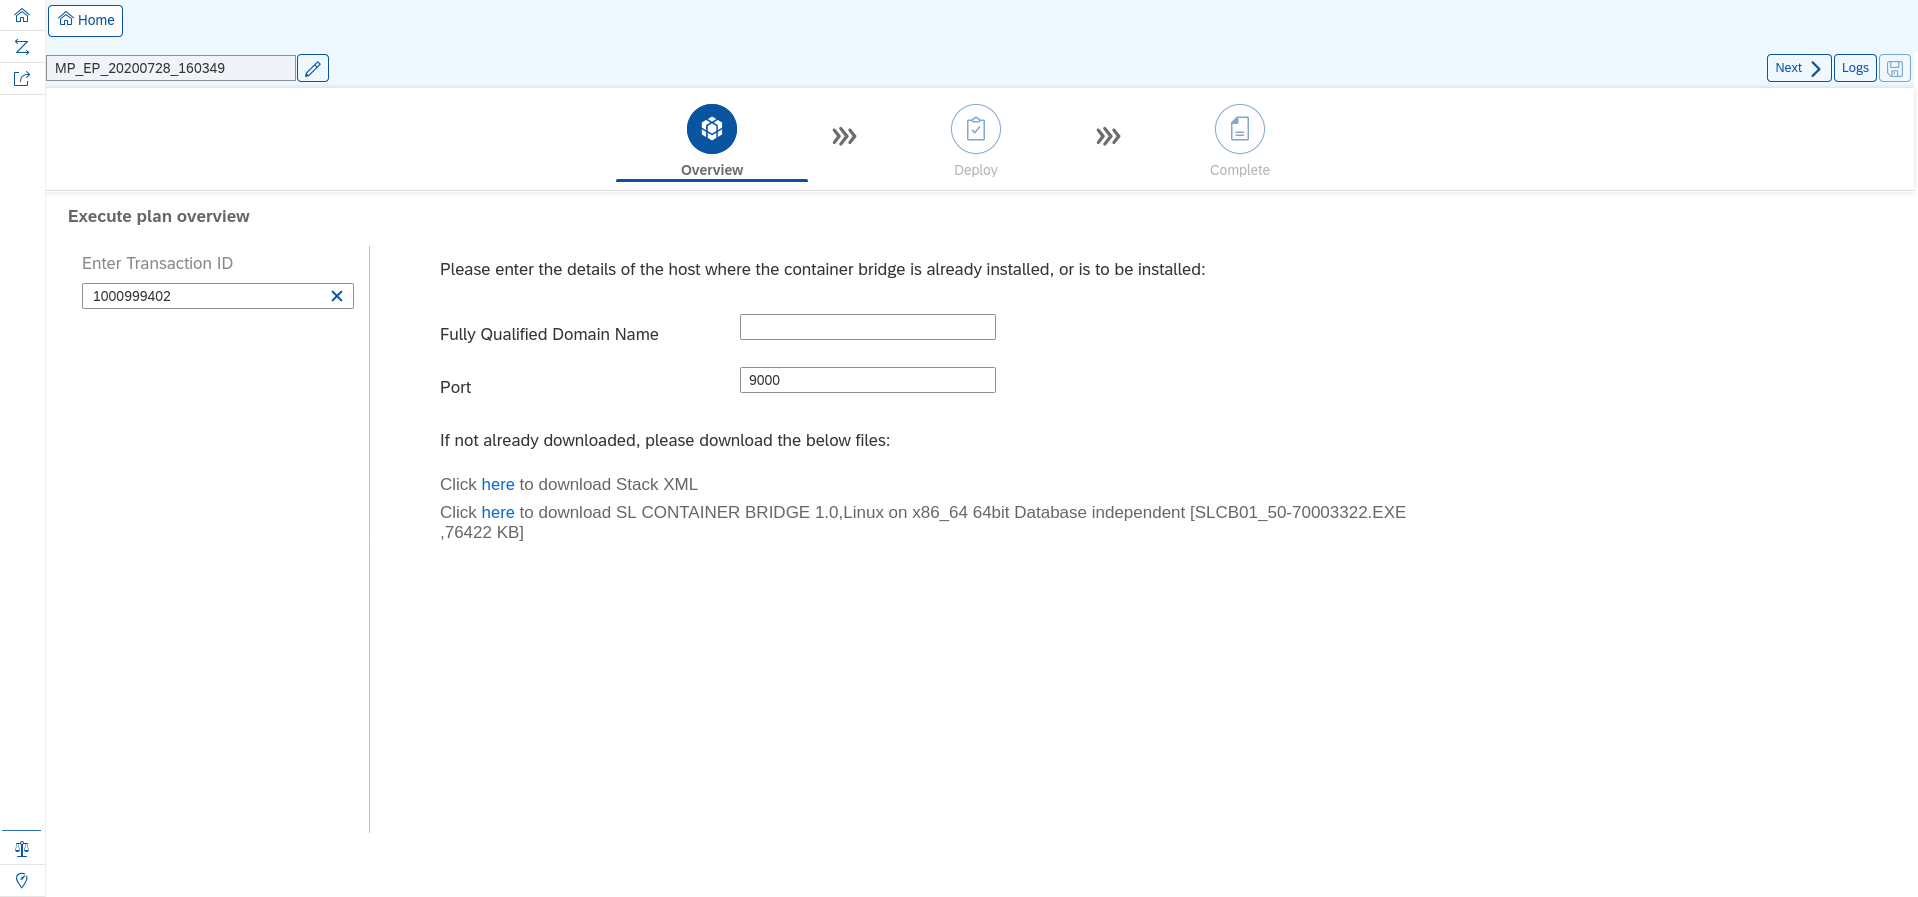 Home
MP_EP_20200728_160349
Next
Logs
Overview
Deploy
Complete
Execute plan overview
Enter Transaction ID
1000999402
Please enter the details of the host where the container bridge is already installed, or is to be installed:
Fully Qualified Domain Name
Port
9000
If not already downloaded, please download the below files:
Click here to download Stack XML
Click here to download SL CONTAINER BRIDGE 1.0,Linux on x86_64 64bit Database independent [SLCB01_50-70003322.EXE
,76422 KB]